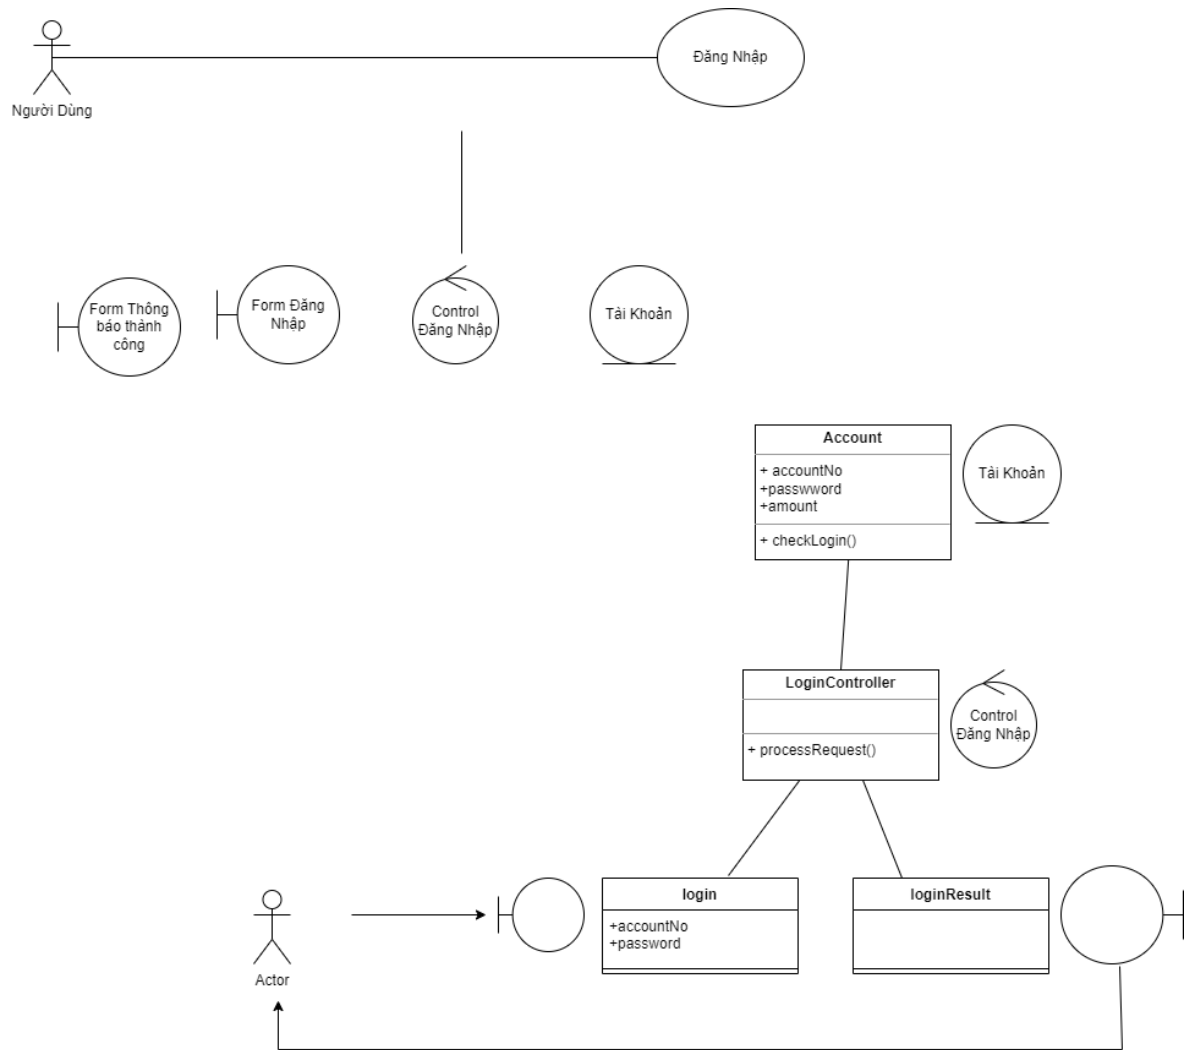 Đăng Nhập
Người Dùng
Form Thông
báo thành
công
Form Đăng
Nhập
Control
Đăng Nhập
Tài Khoản
Account
+ accountNo
+passwword
+amount
+ checkLogin()
Tài Khoản
LoginController
+ processRequest()
Control
Đăng Nhập
login
+accountNo
+password
loginResult
Actor